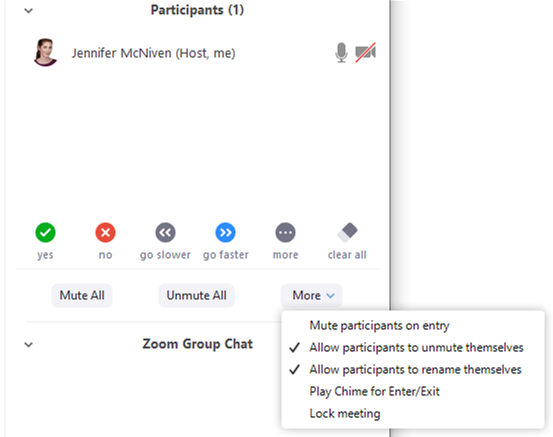 Participants (1)
Jennifer McNiven (Host, me)
yes no go slower go faster more clear all
Mute All Unmute All More
Zoom Group Chat
Mute participants on entry
Allow participants to unmute themselves
Allow participants to rename themselves
Play Chime for Enter/Exit
Lock meeting